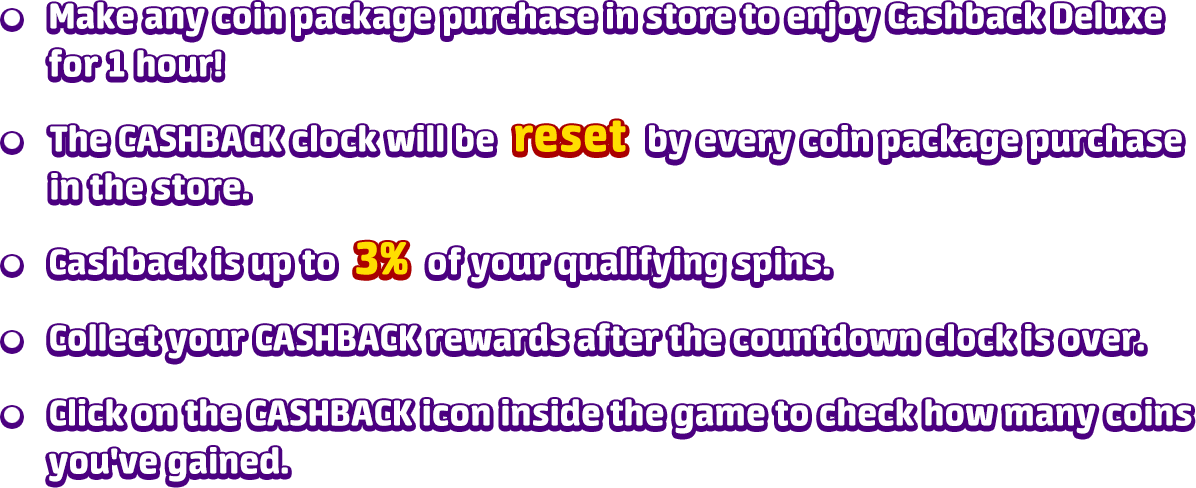 Make any coin package purchase in store to enjoy Cashback Deluxe
for 1 hour!
The CASHBACK clock will be reset by every coin package purchase
in the store.
Cashback is up to 3% of your qualifying spins.
Collect your CASHBACK rewards after the countdown clock is over.
Click on the CASHBACK icon inside the game to check how many coins
you've gained.